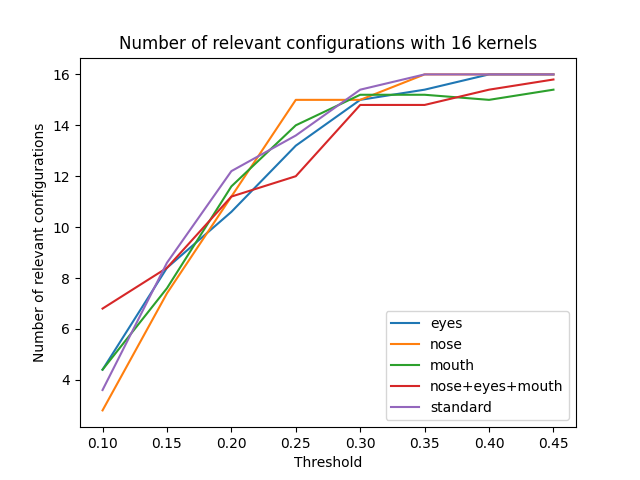 Number of relevant configurations with 16 kernels
Number of relevant configurations
16
14
12
10
8
6
4
eyes
nose
mouth
nose+eyes+mouth
standard
0.10 0.15 0.20 0.25 0.30 0.35 0.40 0.45
Threshold